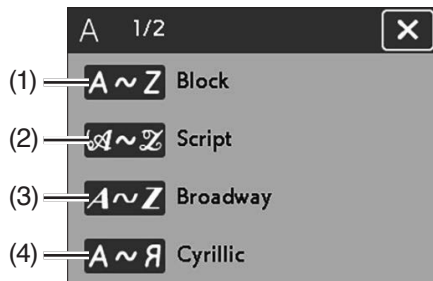 A 1/2
(1) A ~ Z Block
(2) A ~ Z Script
(3) A ~ Z Broadway
(4) A ~ Я Cyrillic